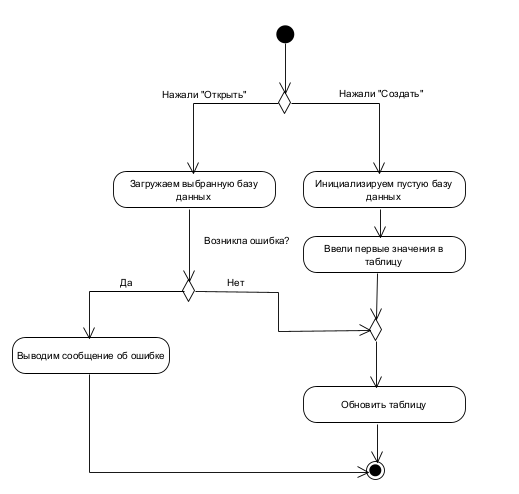 Нажали "Открыть"
Нажали "Создать"
Загружаем выбранную базу
данных
Инициализируем пустую базу
данных
Возникла ошибка?
Ввели первые значения в
таблицу
Да
Нет
Выводим сообщение об ошибке
Обновить таблицу